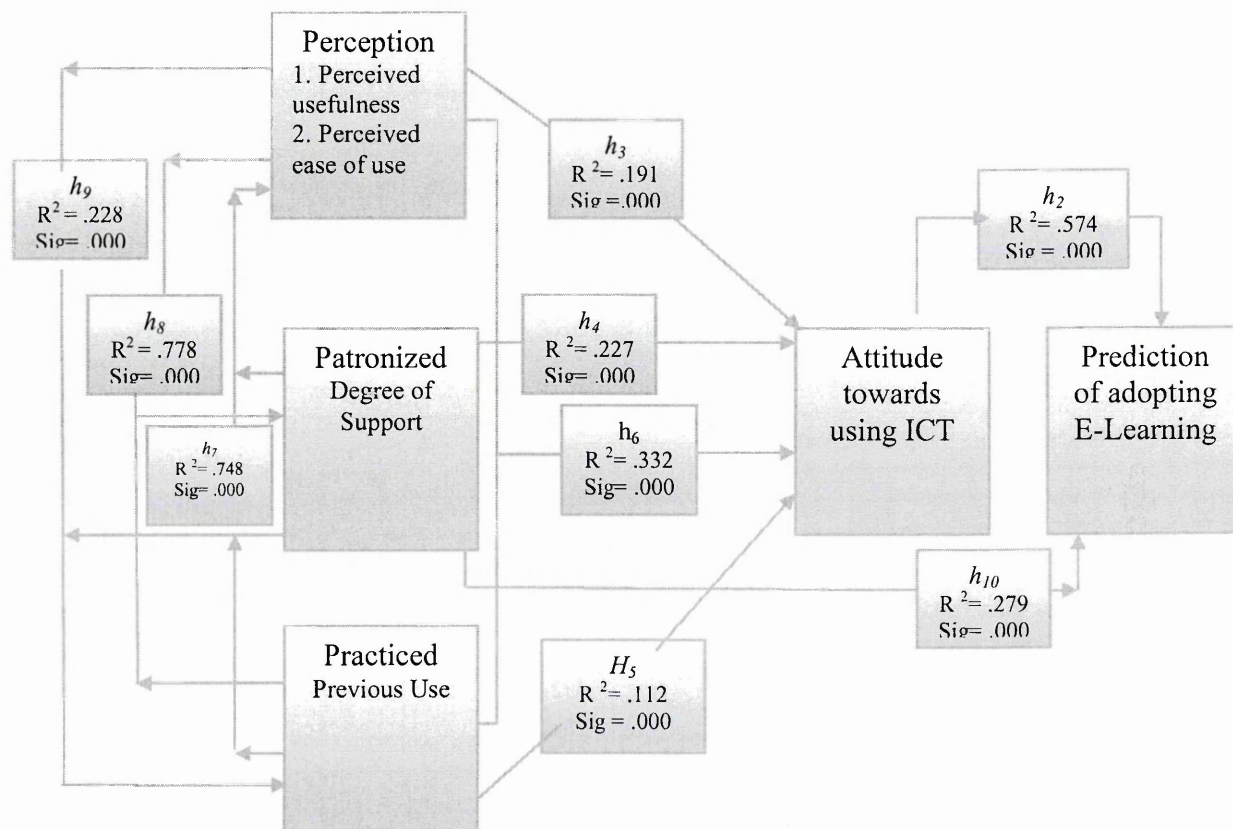 Perception
1. Perceived
usefulness
2. Perceived
ease of use
h9
R² = .228
Sig= .000
h3
R ²= .191
Sig= .000
h2
R ²= .574
Sig= .000
h8
R²= .778
Sig= .000
Patronized
Degree of
Support
h4
R ²= .227
Sig= .000
Attitude
towards
using ICT
Prediction
of adopting
E-Learning
h7
R ²= .748
Sig= .000
h6
R ²= .332
Sig= .000
h10
R ²= .279
Sig= .000
Practiced
Previous Use
H5
R ²= .112
Sig = .000